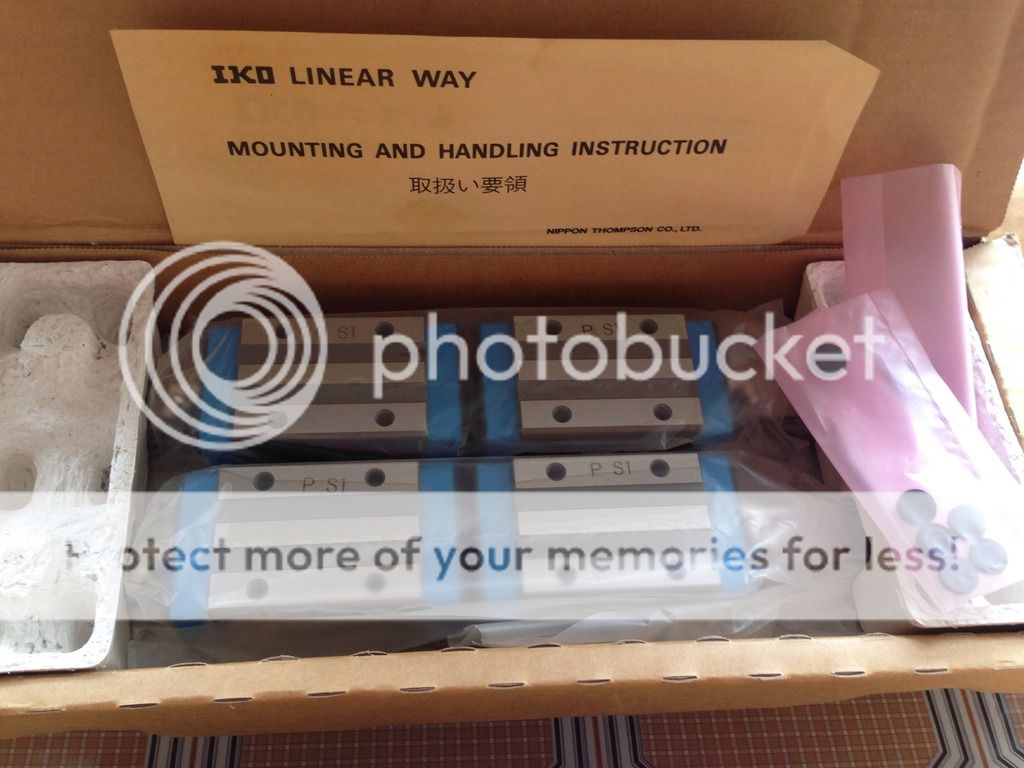 IKO LINEAR WAY
MOUNTING AND HANDLING INSTRUCTION
取扱い要領
NIPPON THOMPSON CO., LTD.
S1
P S1
photobucket
P S1
P S1
Protect more of your memories for less!